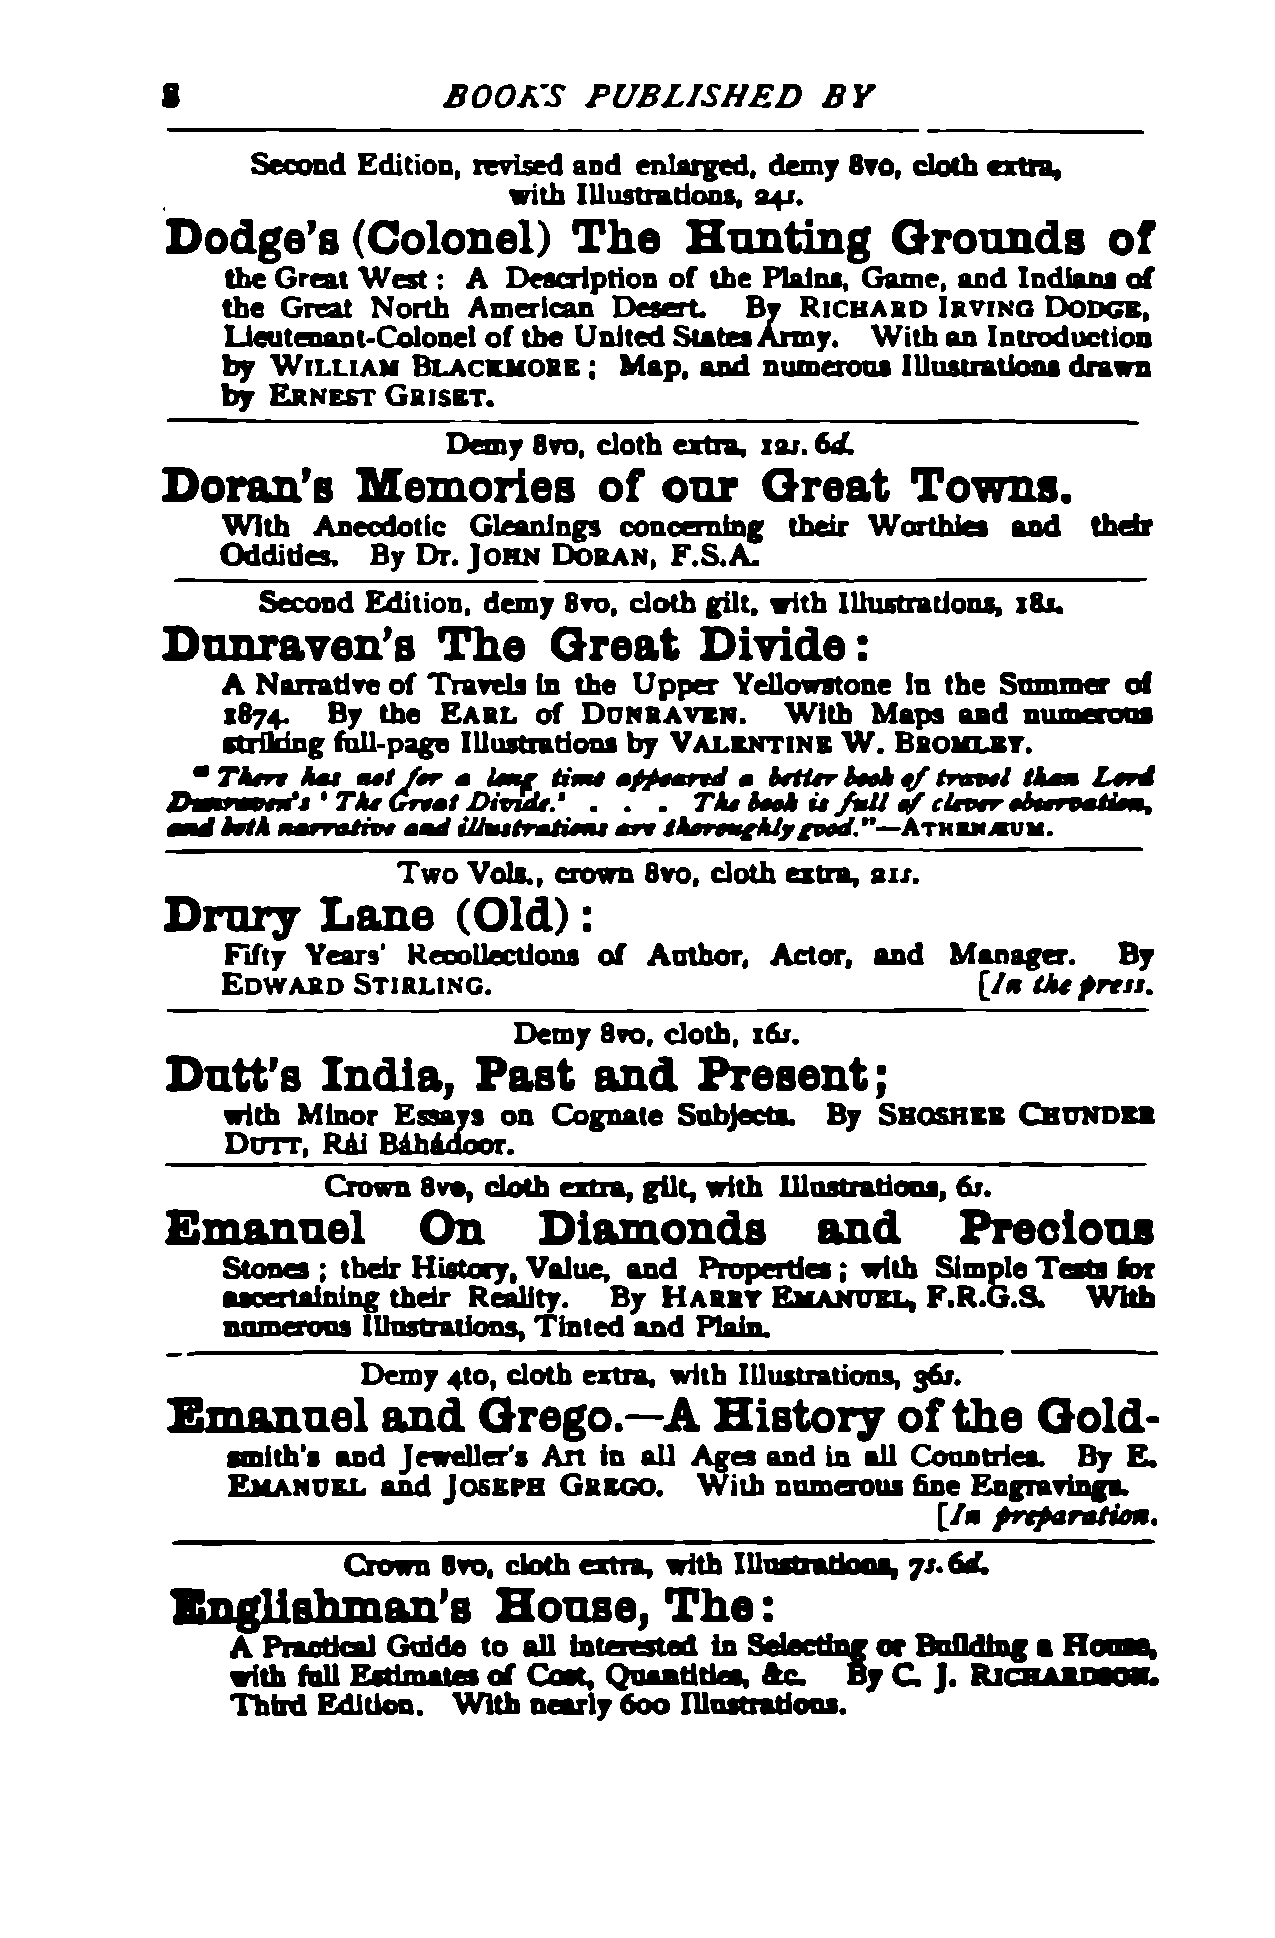 8 BOOKS PUBLISHED BY
Second Edition, revised and enlarged, demy 8vo, cloth extra,
with Illustrations, 24s.
Dodge's (Colonel) The Hunting Grounds of
the Great West : A Description of the Plains, Game, and Indians of
the Great North American Desert. By RICHARD IRVING DODGE,
Lieutenant-Colonel of the United States Army. With an Introduction
by WILLIAM BLACKMORE ; Map, and numerous Illustrations drawn
by ERNEST GRISET.
Demy 8vo, cloth extra, 12s. 6d.
Doran's Memories of our Great Towns.
With Anecdotic Gleanings concerning their Worthies and their
Oddities. By Dr. JOHN DORAN, F.S.A.
Second Edition, demy 8vo, cloth gilt, with Illustrations, 18s.
Dunraven's The Great Divide :
A Narrative of Travels in the Upper Yellowstone in the Summer of
1874. By the EARL of DUNRAVEN. With Maps and numerous
striking full-page Illustrations by VALENTINE W. BROMLEY.
"There has not for a long time appeared a better book of travel than Lord
Dunraven's 'The Great Divide.' . . . The book is full of clever observation,
and both narrative and illustrations are thoroughly good."—ATHENÆUM.
Two Vols., crown 8vo, cloth extra, 21s.
Drury Lane (Old) :
Fifty Years' Recollections of Author, Actor, and Manager. By
EDWARD STIRLING. [In the press.
Demy 8vo, cloth, 16s.
Dutt's India, Past and Present ;
with Minor Essays on Cognate Subjects. By SHOSHEE CHUNDER
DUTT, Rái Báhádoor.
Crown 8vo, cloth extra, gilt, with Illustrations, 6s.
Emanuel On Diamonds and Precious
Stones ; their History, Value, and Properties ; with Simple Tests for
ascertaining their Reality. By HARRY EMANUEL, F.R.G.S. With
numerous Illustrations, Tinted and Plain.
Demy 4to, cloth extra, with Illustrations, 36s.
Emanuel and Grego.—A History of the Gold-
smith's and Jeweller's Art in all Ages and in all Countries. By E.
EMANUEL and JOSEPH GREGO. With numerous fine Engravings.
[In preparation.
Crown 8vo, cloth extra, with Illustrations, 7s. 6d.
Englishman's House, The :
A Practical Guide to all interested in Selecting or Building a House,
with full Estimates of Cost, Quantities, &c. By C. J. RICHARDSON.
Third Edition. With nearly 600 Illustrations.